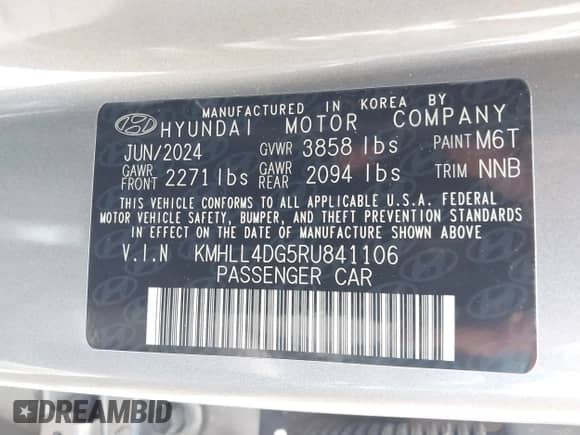 MANUFACTURED IN KOREA BY
HYUNDAI MOTOR COMPANY
JUN/2024 GVWR 3858 lbs PAINT M6T
GAWR FRONT 2271 lbs GAWR REAR 2094 lbs TRIM NNB
THIS VEHICLE CONFORMS TO ALL APPLICABLE U.S.A. FEDERAL
MOTOR VEHICLE SAFETY, BUMPER, AND THEFT PREVENTION STANDARDS
IN EFFECT ON THE DATE OF MANUFACTURE SHOWN ABOVE.
V.I.N KMHLL4DG5RU841106
PASSENGER CAR
DREAMBID